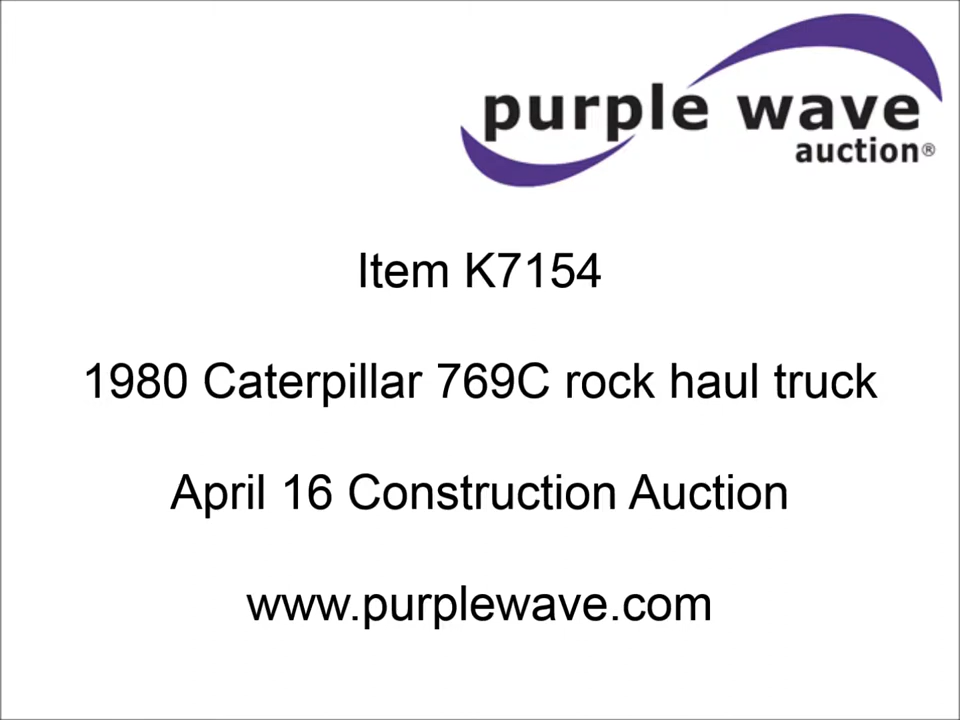 purple wave
auction®
Item K7154
1980 Caterpillar 769C rock haul truck
April 16 Construction Auction
www.purplewave.com